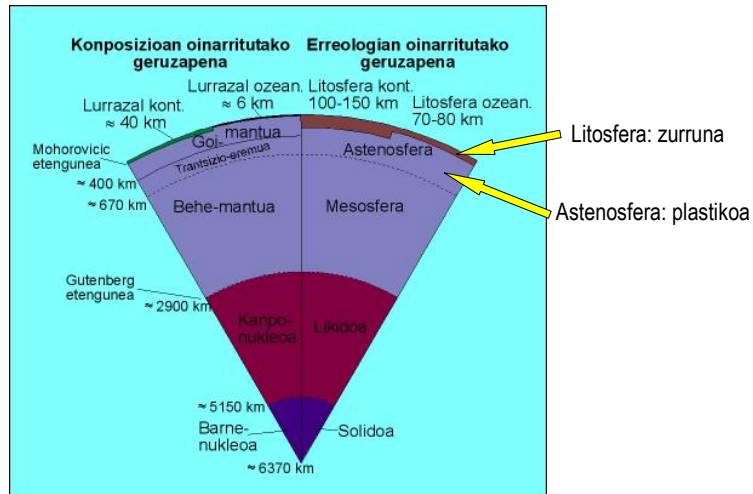 Konposizioan oinarritutako
geruzapena
Erreologian oinarritutako
geruzapena
Lurrazal ozean.
≈ 6 km
Lurrazal kont.
≈ 40 km
Litosfera kont.
100-150 km
Litosfera ozean.
70-80 km
Litosfera: zurruna
Mohorovicic
etengunea
Goi-
mantua
Trantsizio-eremua
Astenosfera
≈ 400 km
≈ 670 km
Behe-mantua
Mesosfera
Astenosfera: plastikoa
Gutenberg
etengunea
≈ 2900 km
Kanpo-
nukleoa
Likidoa
≈ 5150 km
Barne-
nukleoa
Solidoa
≈ 6370 km